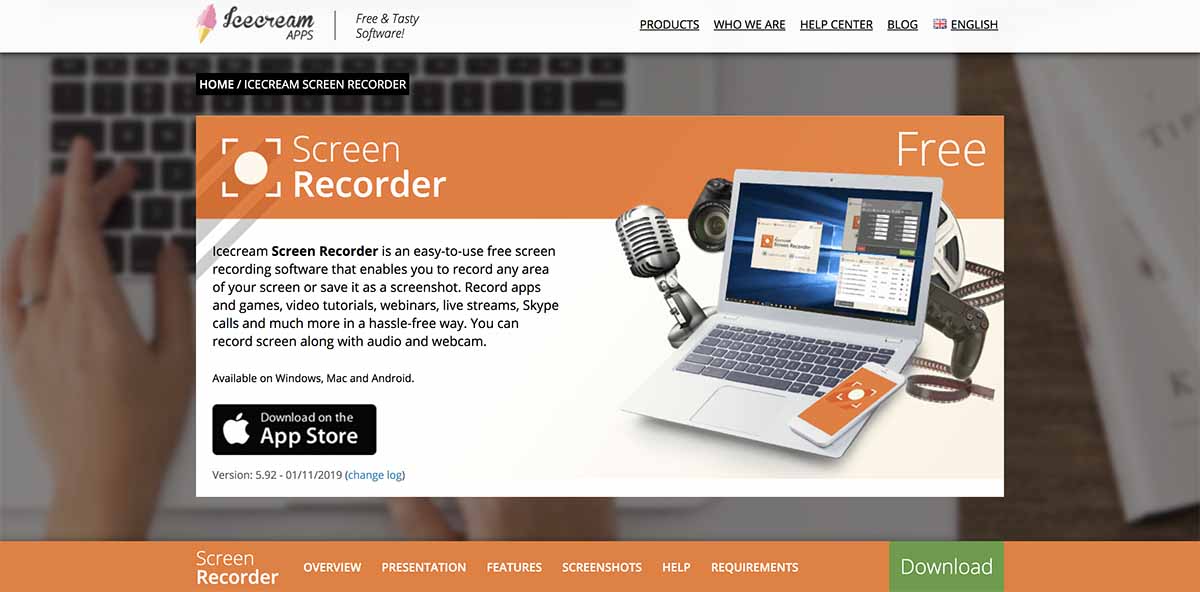 Icecream
APPS
Free & Tasty
Software!
PRODUCTS WHO WE ARE HELP CENTER BLOG ENGLISH
HOME / ICECREAM SCREEN RECORDER
Screen
Recorder
Free
Icecream Screen Recorder is an easy-to-use free screen
recording software that enables you to record any area
of your screen or save it as a screenshot. Record apps
and games, video tutorials, webinars, live streams, Skype
calls and much more in a hassle-free way. You can
record screen along with audio and webcam.
Available on Windows, Mac and Android.
Download on the
App Store
Version: 5.92 - 01/11/2019 (change log)
Screen Recorder
Screen
Recorder
OVERVIEW PRESENTATION FEATURES SCREENSHOTS HELP REQUIREMENTS
Download